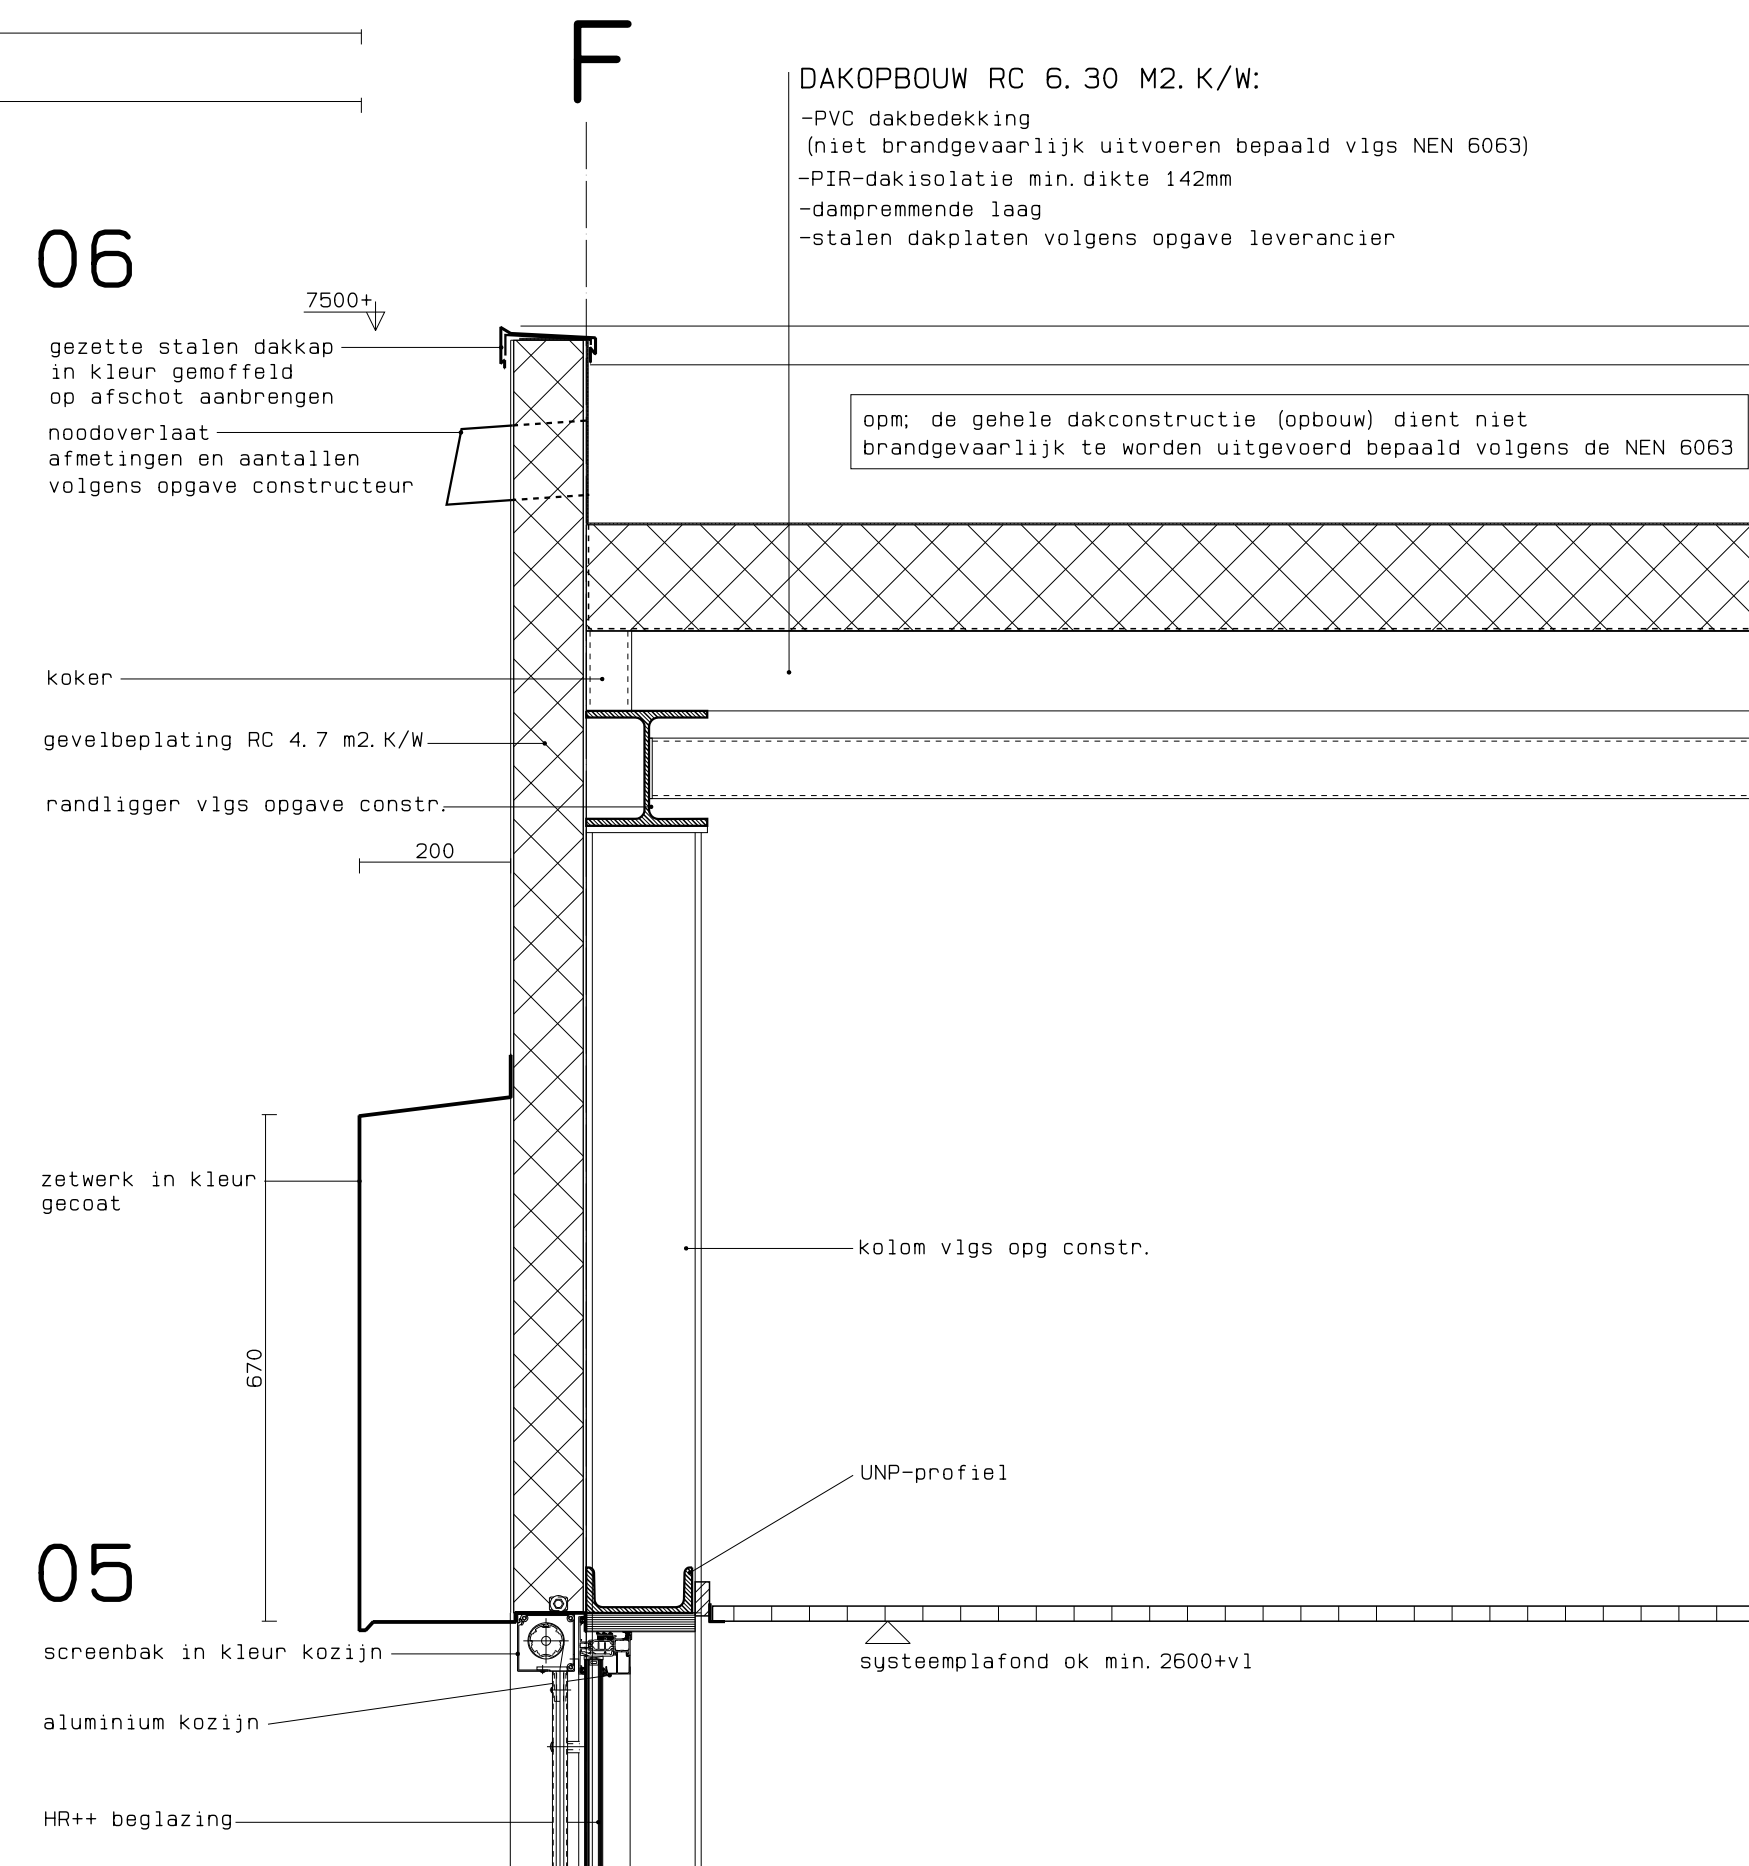 F
DAKOPBOUW RC 6.30 M2.K/W:
-PVC dakbedekking
(niet brandgevaarlijk uitvoeren bepaald vlgs NEN 6063)
-PIR-dakisolatie min.dikte 142mm
-dampremmende laag
-stalen dakplaten volgens opgave leverancier
06
7500+
gezette stalen dakkap
in kleur gemoffeld
op afschot aanbrengen
noodoverlaat
afmetingen en aantallen
volgens opgave constructeur
opm; de gehele dakconstructie (opbouw) dient niet
brandgevaarlijk te worden uitgevoerd bepaald volgens de NEN 6063
koker
gevelbeplating RC 4.7 m2.K/W
randligger vlgs opgave constr.
200
zetwerk in kleur
gecoat
kolom vlgs opg constr.
670
UNP-profiel
05
screenbak in kleur kozijn
systeemplafond ok min.2600+vl
aluminium kozijn
HR++ beglazing